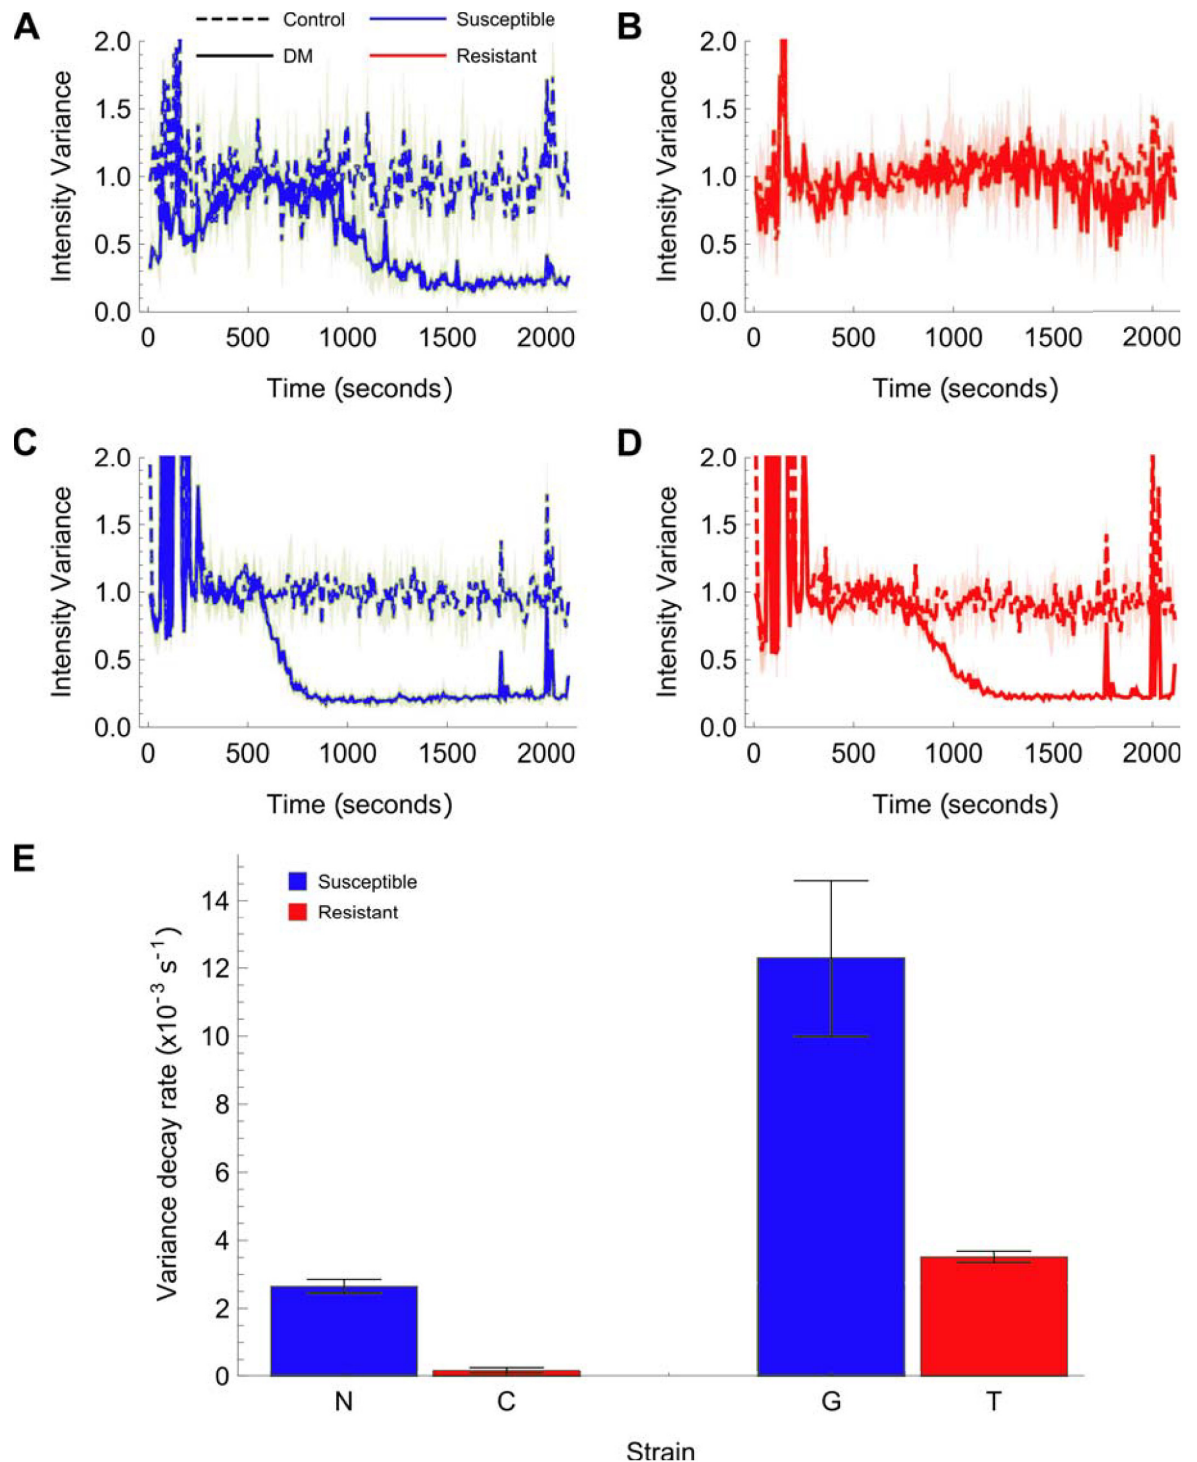 A
Control
Susceptible
DM
Resistant
2.0
1.5
1.0
0.5
0.0
Intensity Variance
0 500 1000 1500 2000
Time (seconds)
B
2.0
1.5
1.0
0.5
0.0
Intensity Variance
0 500 1000 1500 2000
Time (seconds)
C
2.0
1.5
1.0
0.5
0.0
Intensity Variance
0 500 1000 1500 2000
Time (seconds)
D
2.0
1.5
1.0
0.5
0.0
Intensity Variance
0 500 1000 1500 2000
Time (seconds)
E
Susceptible
Resistant
14
12
10
8
6
4
2
0
Variance decay rate (x10⁻³ s⁻¹)
N C G T
Strain